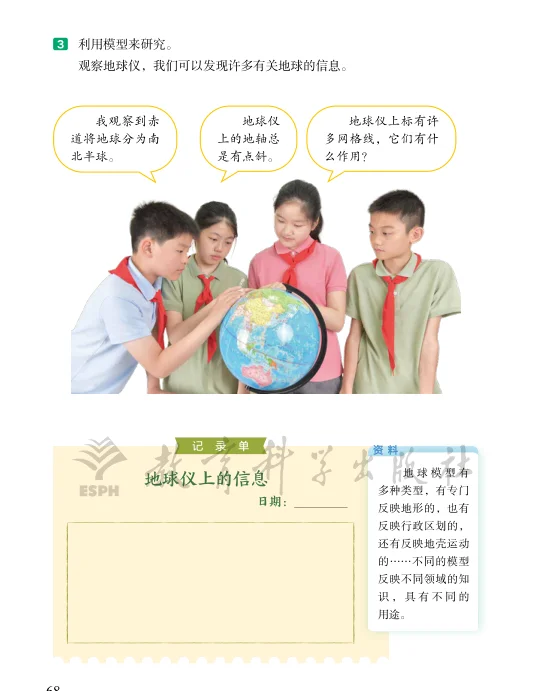 3 利用模型来研究。
观察地球仪，我们可以发现许多有关地球的信息。
我观察到赤
道将地球分为南
北半球。
地球仪
上的地轴总
是有点斜。
地球仪上标有许
多网格线，它们有什
么作用？
记录单
ESPH 教育科学出版社
地球仪上的信息
日期：
资料
地球模型有
多种类型，有专门
反映地形的，也有
反映行政区划的，
还有反映地壳运动
的……不同的模型
反映不同领域的知
识，具有不同的
用途。
68